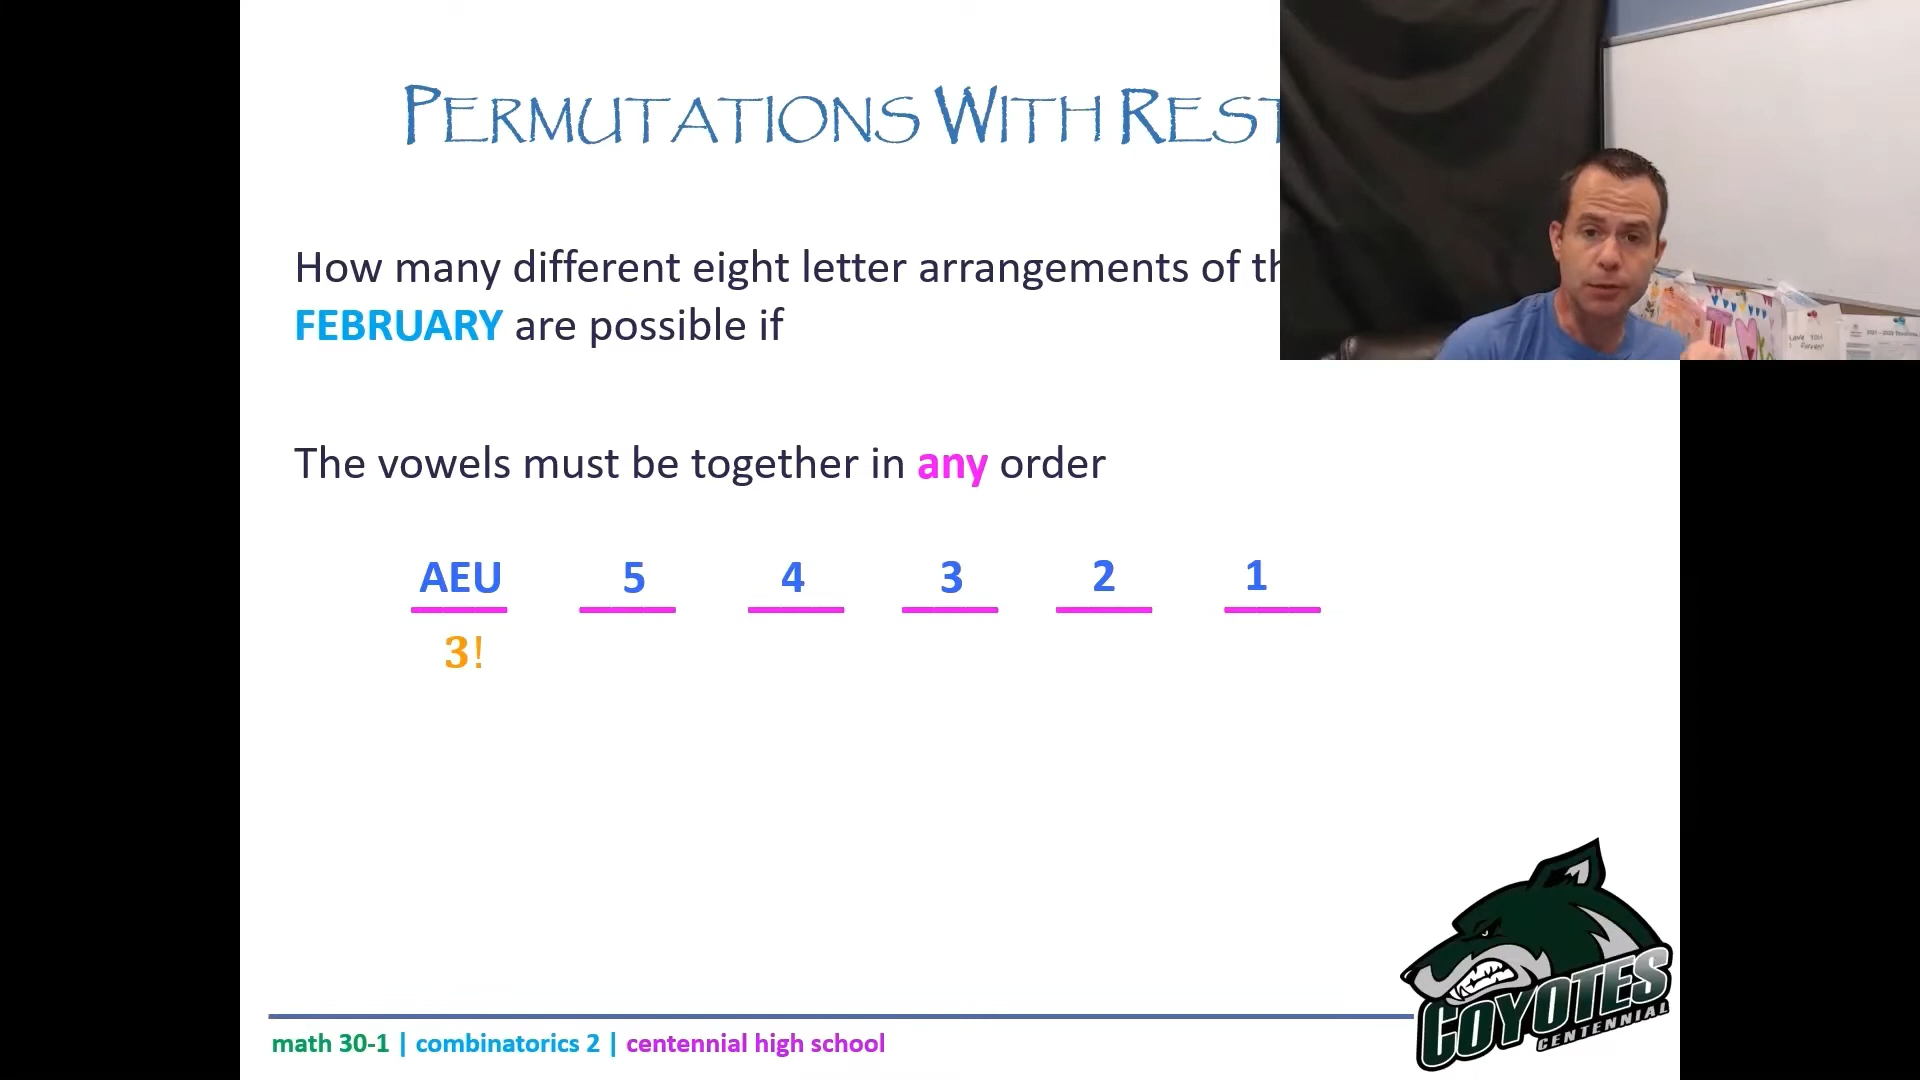 PERMUTATIONS WITH REST
How many different eight letter arrangements of th
FEBRUARY are possible if
The vowels must be together in any order
AEU 5 4 3 2 1
3!
COYOTES
CENTENNIAL
math 30-1 | combinatorics 2 | centennial high school